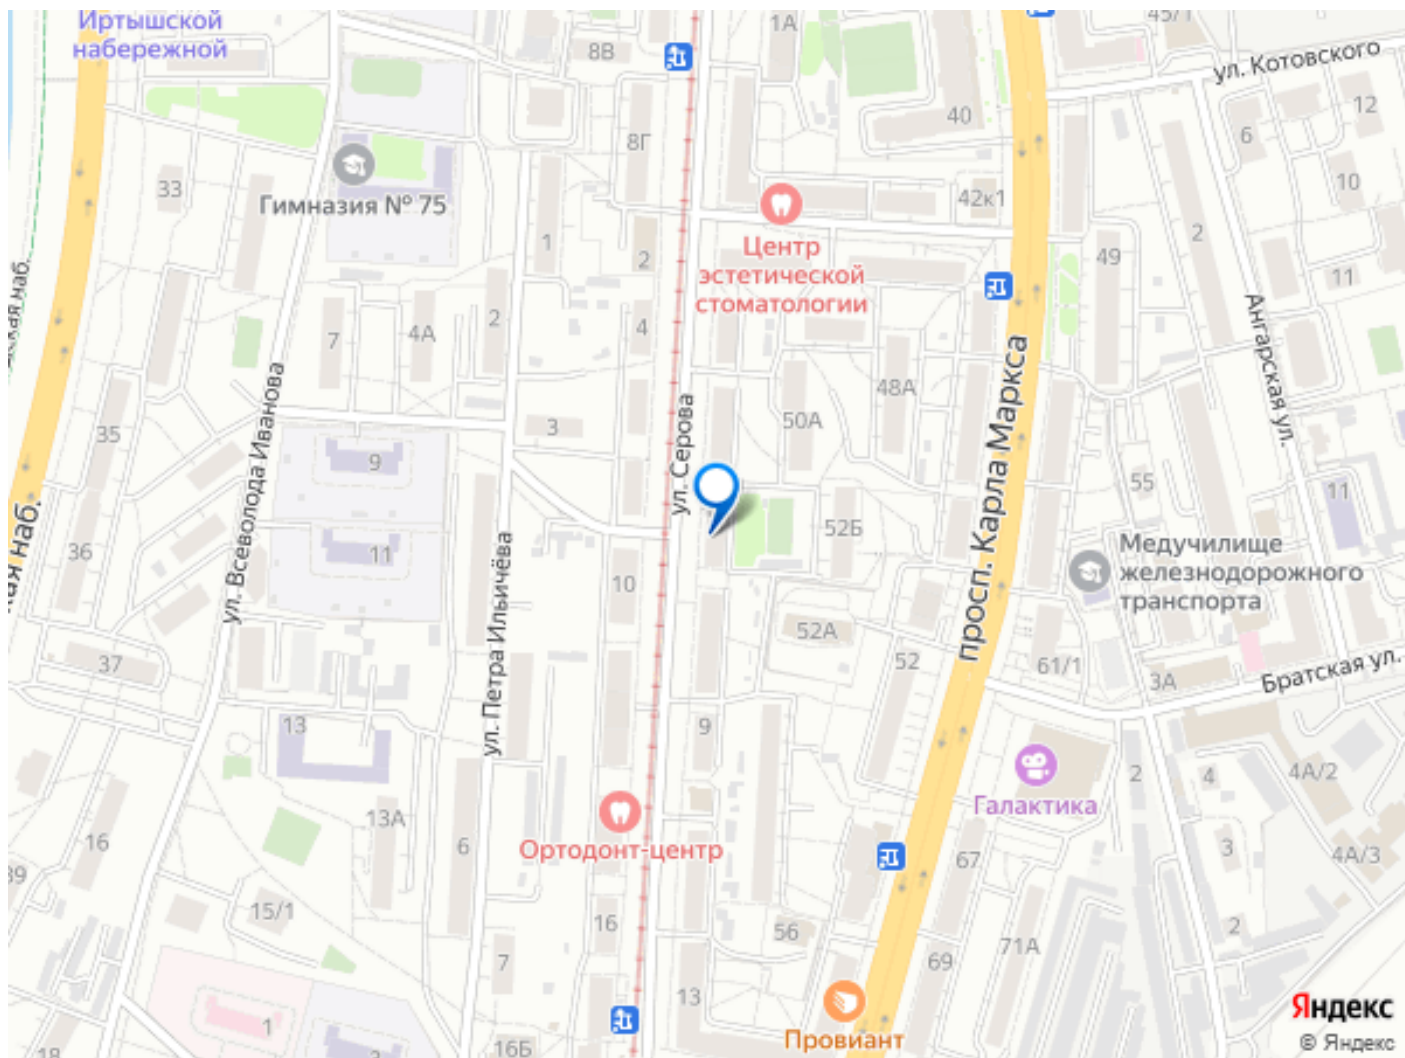 Иртышской
набережной
8В
1А
45/1
ул. Котовского
12
6
40
8Г
10
33
Гимназия № 75
42к1
1
2
Центр
эстетической
стоматологии
49
2
11
7
4А
2
4
Ангарская ул.
просп. Карла Маркса
48А
50А
ул. Серова
3
35
ул. Всеволода Иванова
9
55
11
52Б
36
11
10
ул. Петра Ильичёва
Медучилище
железнодорожного
транспорта
52А
52
61/1
3А
Братская ул.
37
13
9
2
4
4А/2
Галактика
13А
6
Ортодонт-центр
16
67
3
4А/3
39
15/1
16
56
69
71А
2
7
13
1
16Б
18
Провиант
Яндекс
© Яндекс